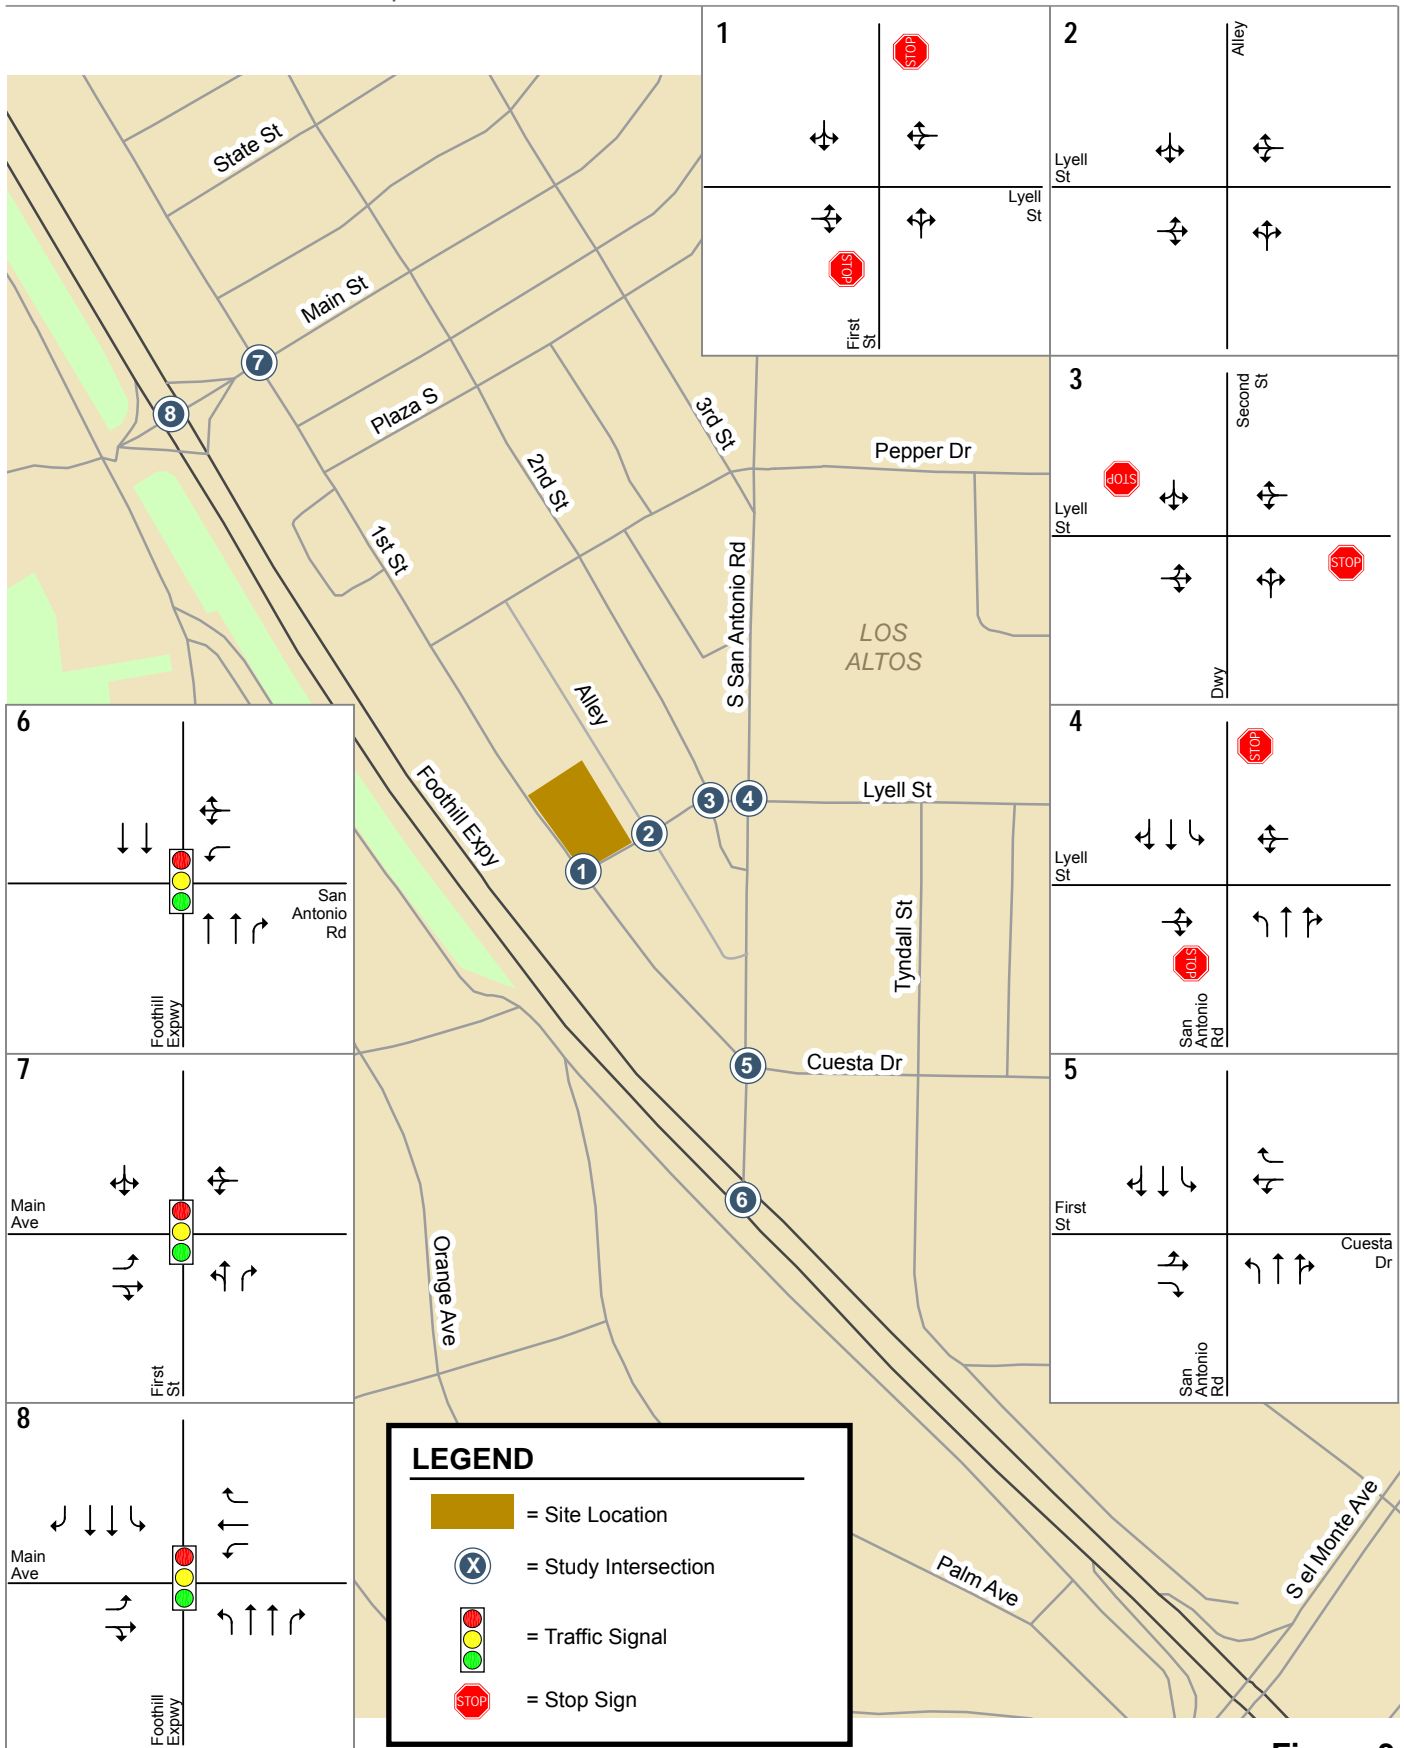 1
STOP
Lyell
St
STOP
First
St
2
Alley
Lyell
St
3
Second
St
STOP
Lyell
St
STOP
Dwy
4
STOP
Lyell
St
STOP
San
Antonio
Rd
5
First
St
Cuesta
Dr
San
Antonio
Rd
6
San
Antonio
Rd
Foothill
Expwy
7
Main
Ave
First
St
8
Main
Ave
Foothill
Expwy
State St
Main St
7
8
Plaza S
3rd St
Pepper Dr
2nd St
1st St
S San Antonio Rd
LOS
ALTOS
Alley
Foothill Expy
3
4
Lyell St
2
1
Tyndall St
5
Cuesta Dr
6
Orange Ave
Palm Ave
S el Monte Ave
LEGEND
= Site Location
X
= Study Intersection
= Traffic Signal
STOP
= Stop Sign